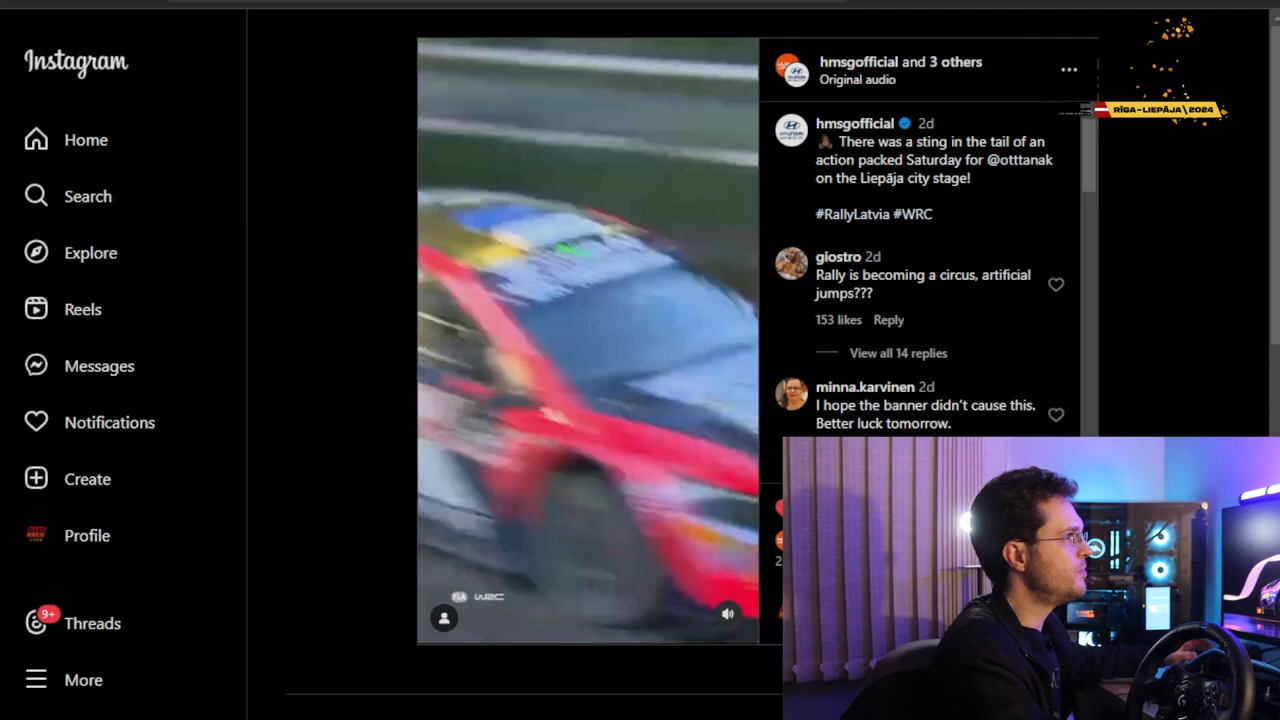 Instagram
Home
Search
Explore
Reels
Messages
Notifications
Create
Profile
9+
Threads
More
FIA WRC
hmsgofficial and 3 others
Original audio
RĪGA-LIEPĀJA\2024
hmsgofficial 2d
There was a sting in the tail of an
action packed Saturday for @otttanak
on the Liepāja city stage!
#RallyLatvia #WRC
giostro 2d
Rally is becoming a circus, artificial
jumps???
153 likes Reply
View all 14 replies
minna.karvinen 2d
I hope the banner didn't cause this.
Better luck tomorrow.
2